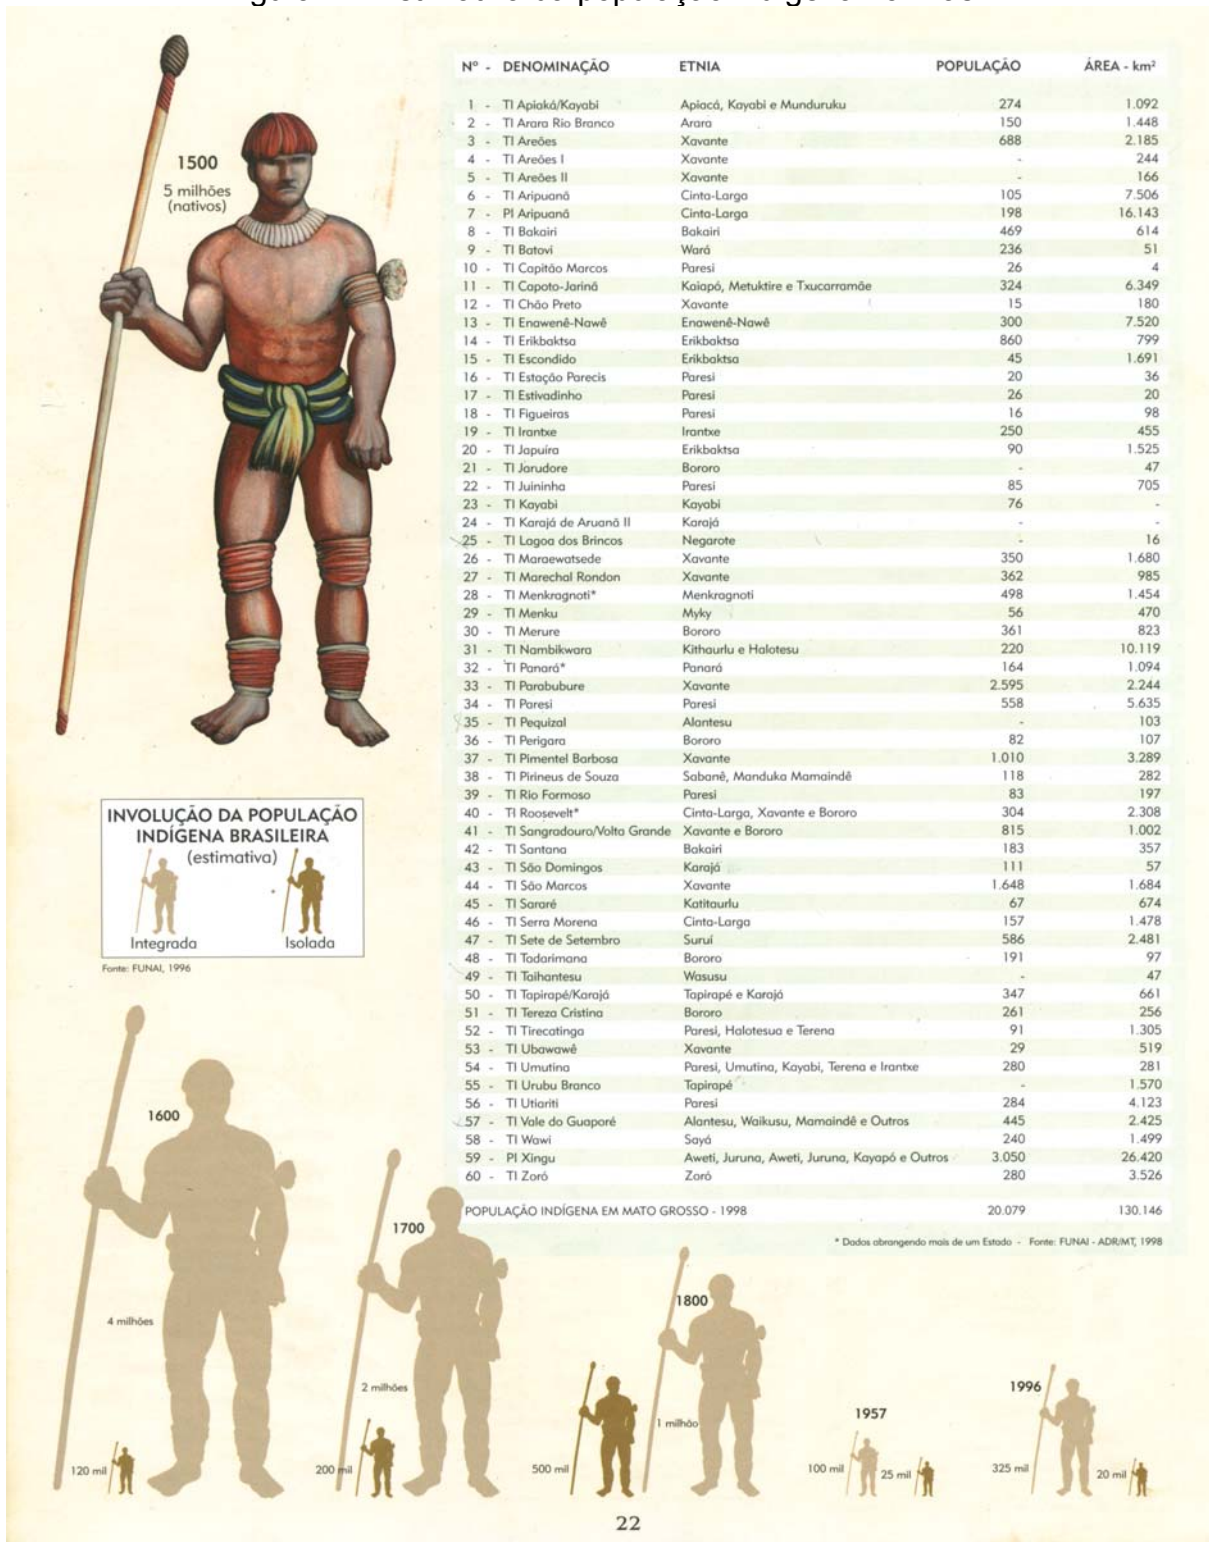 Nº - DENOMINAÇÃO ETNIA POPULAÇÃO ÁREA - km²
1 - TI Apiaká/Kayabi Apiacá, Kayabi e Munduruku 274 1.092
2 - TI Arara Rio Branco Arara 150 1.448
3 - TI Areões Xavante 688 2.185
4 - TI Areões I Xavante - 244
5 - TI Areões II Xavante - 166
6 - TI Aripuanã Cinta-Larga 105 7.506
7 - PI Aripuanã Cinta-Larga 198 16.143
8 - TI Bakairi Bakairi 469 614
9 - TI Batovi Wará 236 51
10 - TI Capitão Marcos Paresi 26 4
11 - TI Capoto-Jarinã Kaiapó, Metuktire e Txucarramãe 324 6.349
12 - TI Chão Preto Xavante 15 180
13 - TI Enawenê-Nawê Enawenê-Nawê 300 7.520
14 - TI Erikbaktsa Erikbaktsa 860 799
15 - TI Escondido Erikbaktsa 45 1.691
16 - TI Estação Parecis Paresi 20 36
17 - TI Estivadinho Paresi 26 20
18 - TI Figueiras Paresi 16 98
19 - TI Irantxe Irantxe 250 455
20 - TI Japuíra Erikbaktsa 90 1.525
21 - TI Jarudore Bororo - 47
22 - TI Juininha Paresi 85 705
23 - TI Kayabi Kayabi 76 -
24 - TI Karajá de Aruanã II Karajá - -
25 - TI Lagoa dos Brincos Negarote - 16
26 - TI Maraewatsede Xavante 350 1.680
27 - TI Marechal Rondon Xavante 362 985
28 - TI Menkragnoti* Menkragnoti 498 1.454
29 - TI Menku Myky 56 470
30 - TI Merure Bororo 361 823
31 - TI Nambikwara Kithaurlu e Halotesu 220 10.119
32 - TI Panará* Panará 164 1.094
33 - TI Parabubure Xavante 2.595 2.244
34 - TI Paresi Paresi 558 5.635
35 - TI Pequizal Alantesu - 103
36 - TI Perigara Bororo 82 107
37 - TI Pimentel Barbosa Xavante 1.010 3.289
38 - TI Pirineus de Souza Sabanê, Manduka Mamaindê 118 282
39 - TI Rio Formoso Paresi 83 197
40 - TI Roosevelt* Cinta-Larga, Xavante e Bororo 304 2.308
41 - TI Sangradouro/Volta Grande Xavante e Bororo 815 1.002
42 - TI Santana Bakairi 183 357
43 - TI São Domingos Karajá 111 57
44 - TI São Marcos Xavante 1.648 1.684
45 - TI Sararé Katitaurlu 67 674
46 - TI Serra Morena Cinta-Larga 157 1.478
47 - TI Sete de Setembro Suruí 586 2.481
48 - TI Tadarimana Bororo 191 97
49 - TI Taihantesu Wasusu - 47
50 - TI Tapirapé/Karajá Tapirapé e Karajá 347 661
51 - TI Tereza Cristina Bororo 261 256
52 - TI Tirecatinga Paresi, Halotesua e Terena 91 1.305
53 - TI Ubawawê Xavante 29 519
54 - TI Umutina Paresi, Umutina, Kayabi, Terena e Irantxe 280 281
55 - TI Urubu Branco Tapirapé - 1.570
56 - TI Utiariti Paresi 284 4.123
57 - TI Vale do Guaporé Alantesu, Waikusu, Mamaindê e Outros 445 2.425
58 - TI Wawi Sayá 240 1.499
59 - PI Xingu Aweti, Juruna, Aweti, Juruna, Kayapó e Outros 3.050 26.420
60 - TI Zoró Zoró 280 3.526
POPULAÇÃO INDÍGENA EM MATO GROSSO - 1998 20.079 130.146
* Dados abrangendo mais de um Estado - Fonte: FUNAI - ADR/MT, 1998
1500
5 milhões
(nativos)
INVOLUÇÃO DA POPULAÇÃO
INDÍGENA BRASILEIRA
(estimativa)
Integrada Isolada
Fonte: FUNAI, 1996
1600
4 milhões
120 mil
1700
2 milhões
200 mil
1800
1 milhão
500 mil
1957
100 mil
25 mil
1996
325 mil
20 mil
22